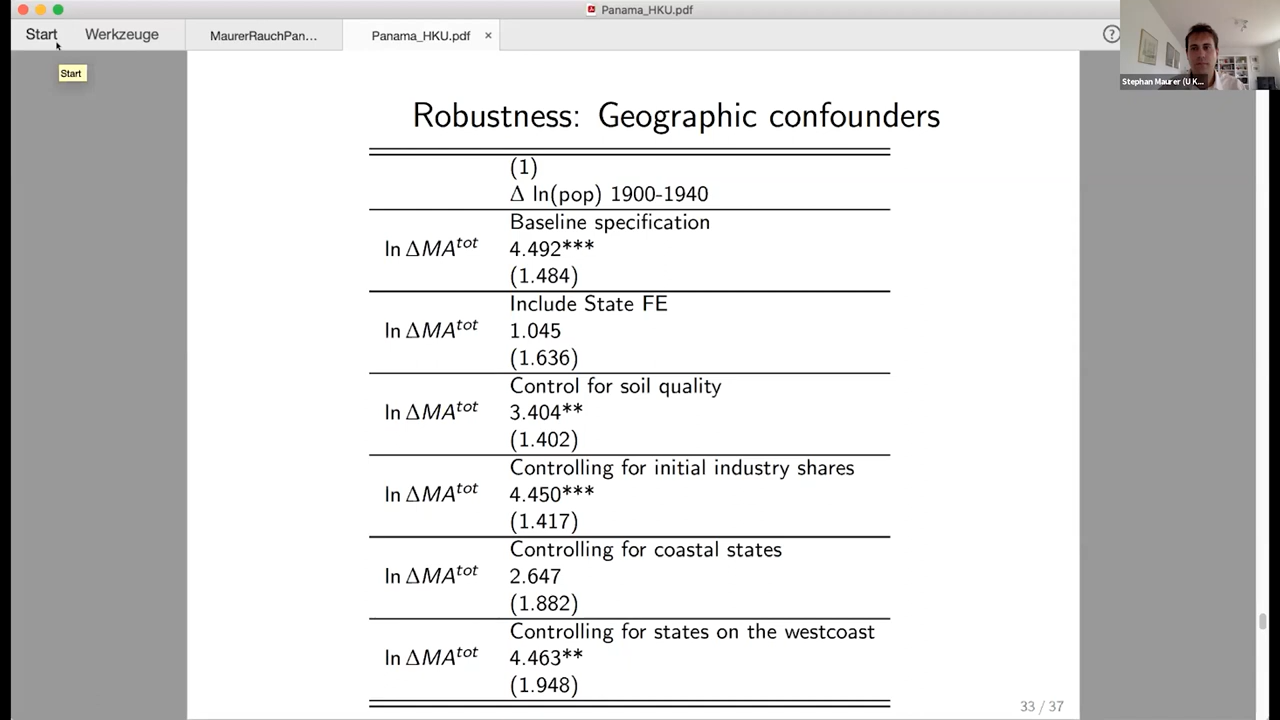 Panama_HKU.pdf
Start
Werkzeuge
MaurerRauchPan...
Panama_HKU.pdf
Start
Stephan Maurer (U K...
Robustness: Geographic confounders
(1)
Δ ln(pop) 1900-1940
Baseline specification
ln ΔMA^tot 4.492***
(1.484)
Include State FE
ln ΔMA^tot 1.045
(1.636)
Control for soil quality
ln ΔMA^tot 3.404**
(1.402)
Controlling for initial industry shares
ln ΔMA^tot 4.450***
(1.417)
Controlling for coastal states
ln ΔMA^tot 2.647
(1.882)
Controlling for states on the westcoast
ln ΔMA^tot 4.463**
(1.948)
33 / 37